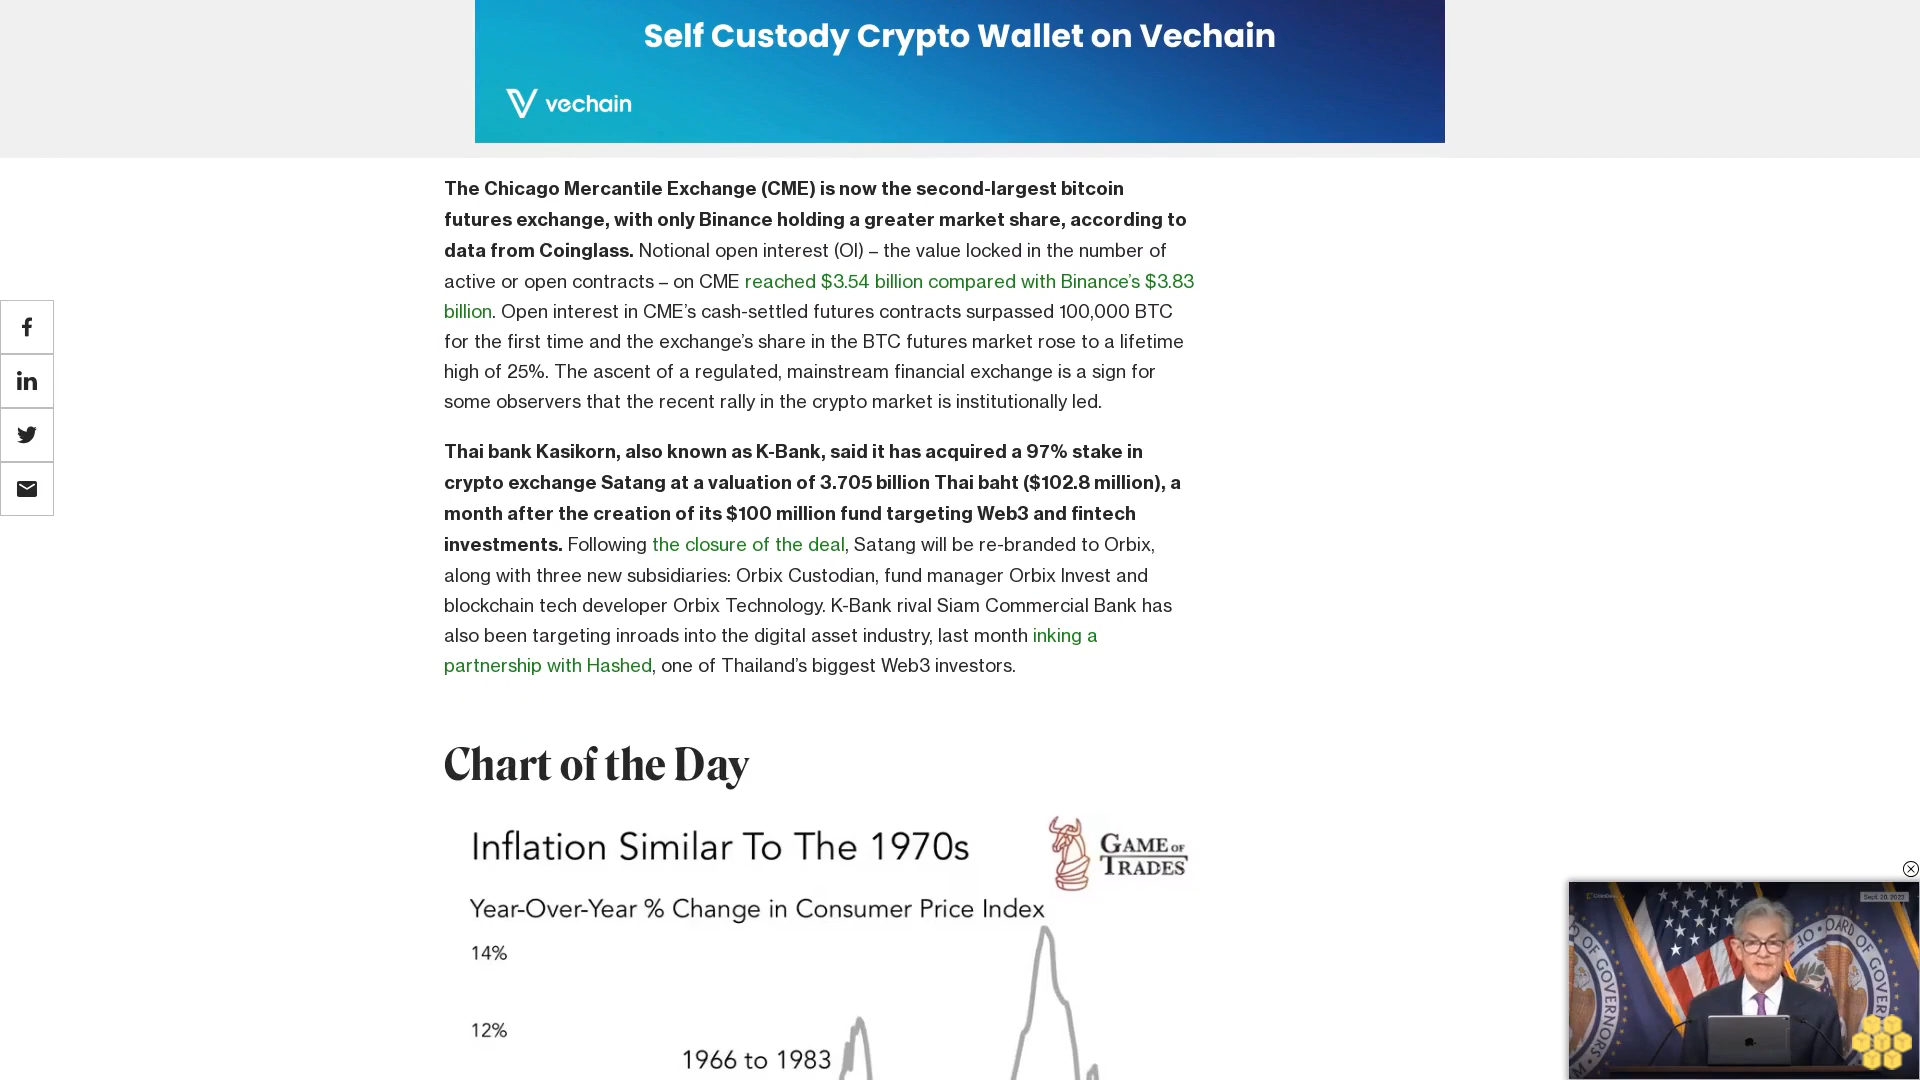 Self Custody Crypto Wallet on Vechain
vechain
The Chicago Mercantile Exchange (CME) is now the second-largest bitcoin
futures exchange, with only Binance holding a greater market share, according to
data from Coinglass. Notional open interest (OI) – the value locked in the number of
active or open contracts – on CME reached $3.54 billion compared with Binance’s $3.83
billion. Open interest in CME’s cash-settled futures contracts surpassed 100,000 BTC
for the first time and the exchange’s share in the BTC futures market rose to a lifetime
high of 25%. The ascent of a regulated, mainstream financial exchange is a sign for
some observers that the recent rally in the crypto market is institutionally led.
Thai bank Kasikorn, also known as K-Bank, said it has acquired a 97% stake in
crypto exchange Satang at a valuation of 3.705 billion Thai baht ($102.8 million), a
month after the creation of its $100 million fund targeting Web3 and fintech
investments. Following the closure of the deal, Satang will be re-branded to Orbix,
along with three new subsidiaries: Orbix Custodian, fund manager Orbix Invest and
blockchain tech developer Orbix Technology. K-Bank rival Siam Commercial Bank has
also been targeting inroads into the digital asset industry, last month inking a
partnership with Hashed, one of Thailand’s biggest Web3 investors.
Chart of the Day
Inflation Similar To The 1970s
GAME OF
TRADES
Year-Over-Year % Change in Consumer Price Index
14%
12%
1966 to 1983
Sept. 20, 2023